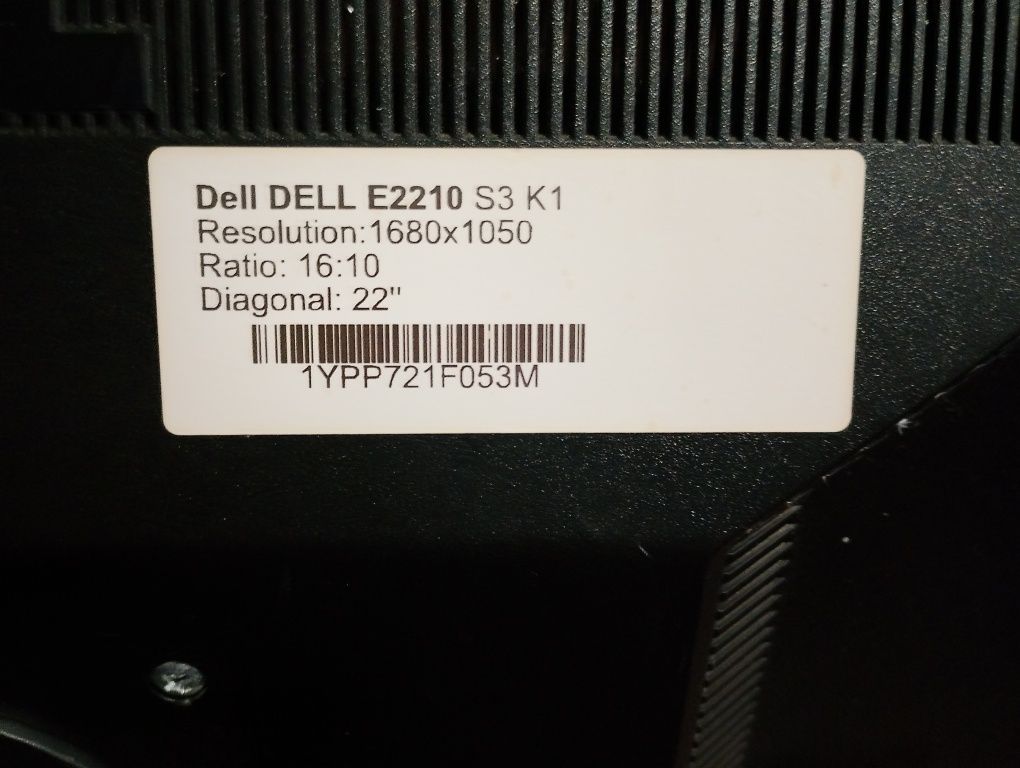 Dell DELL E2210 S3 K1
Resolution:1680x1050
Ratio: 16:10
Diagonal: 22"
1YPP721F053M